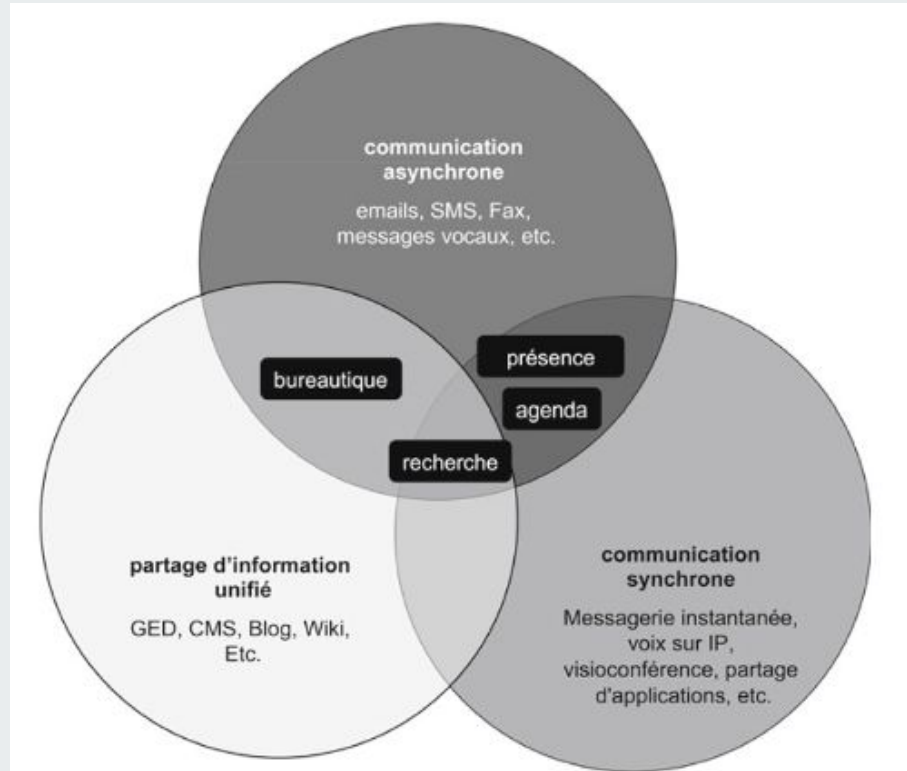 communication
asynchrone
emails, SMS, Fax,
messages vocaux, etc.
présence
bureautique
agenda
recherche
partage d'information
unifié
GED, CMS, Blog, Wiki,
Etc.
communication
synchrone
Messagerie instantanée,
voix sur IP,
visioconférence, partage
d'applications, etc.